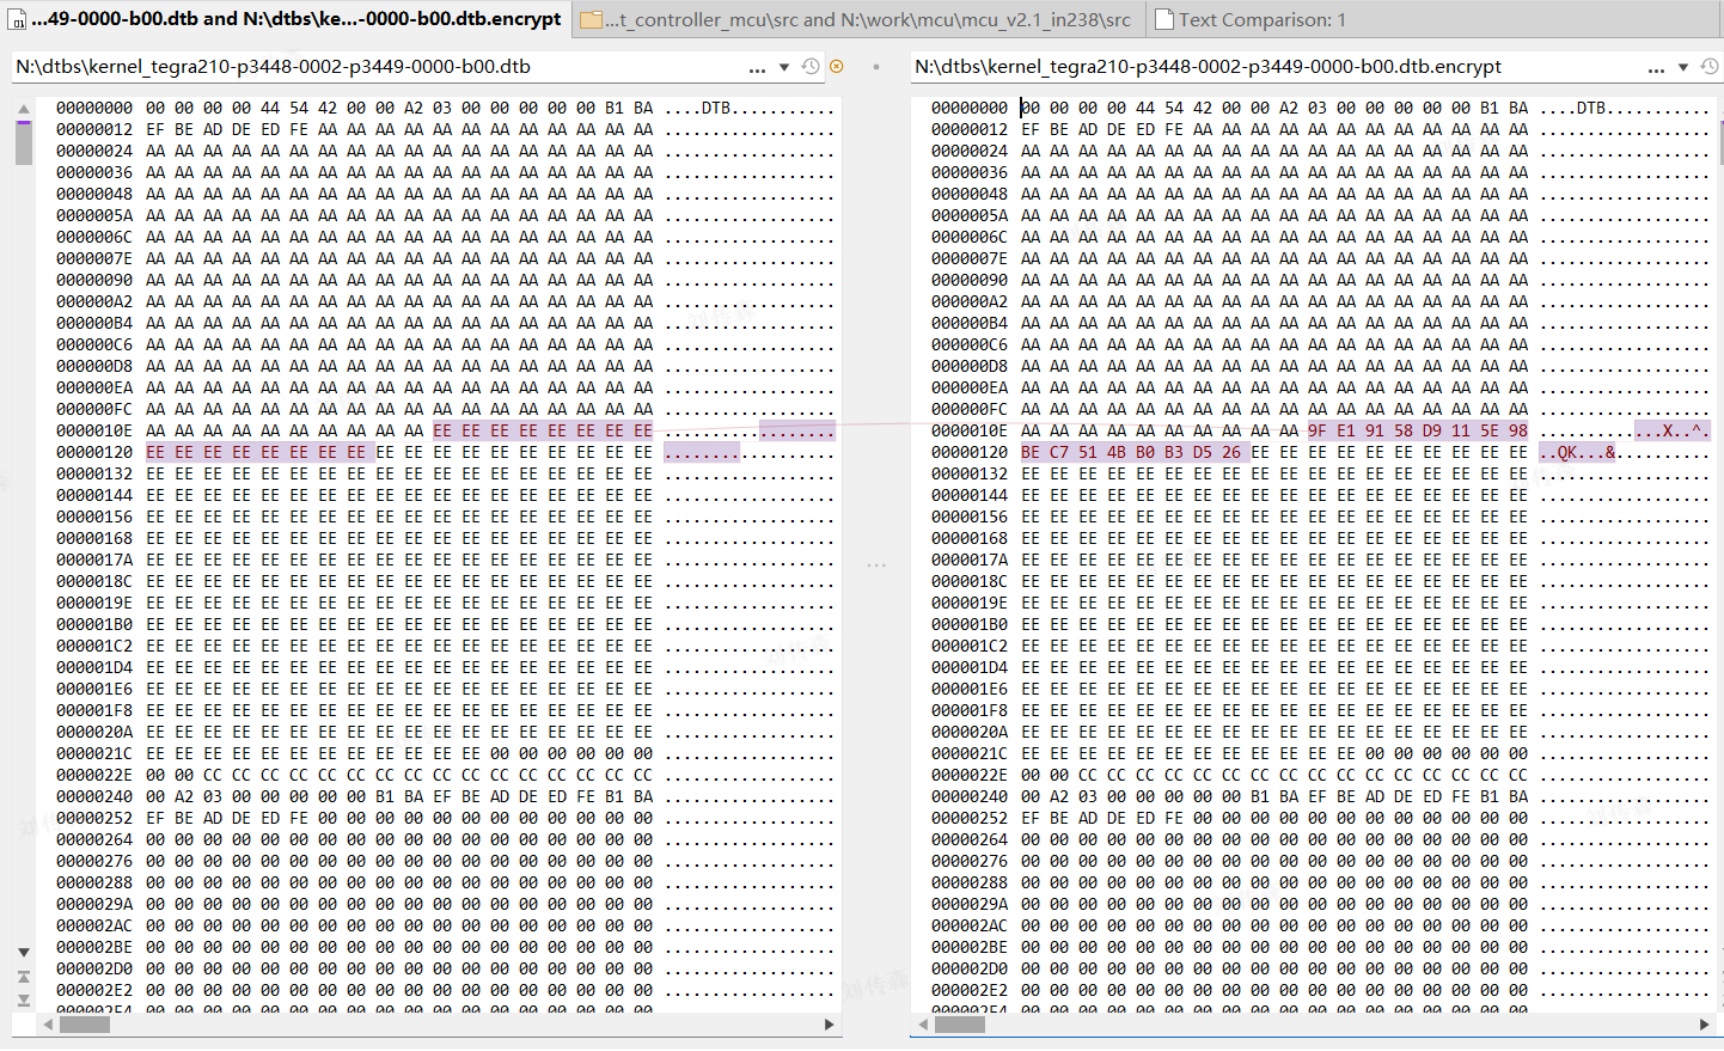 ...49-0000-b00.dtb and N:\dtbs\ke...-0000-b00.dtb.encrypt
...t_controller_mcu\src and N:\work\mcu\mcu_v2.1_in238\src
Text Comparison: 1
N:\dtbs\kernel_tegra210-p3448-0002-p3449-0000-b00.dtb
00000000 00 00 00 00 44 54 42 00 00 A2 03 00 00 00 00 00 B1 BA ....DTB...........
00000012 EF BE AD DE ED FE AA AA AA AA AA AA AA AA AA AA AA AA ..................
00000024 AA AA AA AA AA AA AA AA AA AA AA AA AA AA AA AA AA AA ..................
00000036 AA AA AA AA AA AA AA AA AA AA AA AA AA AA AA AA AA AA ..................
00000048 AA AA AA AA AA AA AA AA AA AA AA AA AA AA AA AA AA AA ..................
0000005A AA AA AA AA AA AA AA AA AA AA AA AA AA AA AA AA AA AA ..................
0000006C AA AA AA AA AA AA AA AA AA AA AA AA AA AA AA AA AA AA ..................
0000007E AA AA AA AA AA AA AA AA AA AA AA AA AA AA AA AA AA AA ..................
00000090 AA AA AA AA AA AA AA AA AA AA AA AA AA AA AA AA AA AA ..................
000000A2 AA AA AA AA AA AA AA AA AA AA AA AA AA AA AA AA AA AA ..................
000000B4 AA AA AA AA AA AA AA AA AA AA AA AA AA AA AA AA AA AA ..................
000000C6 AA AA AA AA AA AA AA AA AA AA AA AA AA AA AA AA AA AA ..................
000000D8 AA AA AA AA AA AA AA AA AA AA AA AA AA AA AA AA AA AA ..................
000000EA AA AA AA AA AA AA AA AA AA AA AA AA AA AA AA AA AA AA ..................
000000FC AA AA AA AA AA AA AA AA AA AA AA AA AA AA AA AA AA AA ..................
0000010E AA AA AA AA AA AA AA AA AA AA EE EE EE EE EE EE EE EE ..................
00000120 EE EE EE EE EE EE EE EE EE EE EE EE EE EE EE EE EE EE ..................
00000132 EE EE EE EE EE EE EE EE EE EE EE EE EE EE EE EE EE EE ..................
00000144 EE EE EE EE EE EE EE EE EE EE EE EE EE EE EE EE EE EE ..................
00000156 EE EE EE EE EE EE EE EE EE EE EE EE EE EE EE EE EE EE ..................
00000168 EE EE EE EE EE EE EE EE EE EE EE EE EE EE EE EE EE EE ..................
0000017A EE EE EE EE EE EE EE EE EE EE EE EE EE EE EE EE EE EE ..................
0000018C EE EE EE EE EE EE EE EE EE EE EE EE EE EE EE EE EE EE ..................
0000019E EE EE EE EE EE EE EE EE EE EE EE EE EE EE EE EE EE EE ..................
000001B0 EE EE EE EE EE EE EE EE EE EE EE EE EE EE EE EE EE EE ..................
000001C2 EE EE EE EE EE EE EE EE EE EE EE EE EE EE EE EE EE EE ..................
000001D4 EE EE EE EE EE EE EE EE EE EE EE EE EE EE EE EE EE EE ..................
000001E6 EE EE EE EE EE EE EE EE EE EE EE EE EE EE EE EE EE EE ..................
000001F8 EE EE EE EE EE EE EE EE EE EE EE EE EE EE EE EE EE EE ..................
0000020A EE EE EE EE EE EE EE EE EE EE EE EE EE EE EE EE EE EE ..................
0000021C EE EE EE EE EE EE EE EE EE EE EE EE 00 00 00 00 00 00 ..................
0000022E 00 00 CC CC CC CC CC CC CC CC CC CC CC CC CC CC CC CC ..................
00000240 00 A2 03 00 00 00 00 00 B1 BA EF BE AD DE ED FE B1 BA ..................
00000252 EF BE AD DE ED FE 00 00 00 00 00 00 00 00 00 00 00 00 ..................
00000264 00 00 00 00 00 00 00 00 00 00 00 00 00 00 00 00 00 00 ..................
00000276 00 00 00 00 00 00 00 00 00 00 00 00 00 00 00 00 00 00 ..................
00000288 00 00 00 00 00 00 00 00 00 00 00 00 00 00 00 00 00 00 ..................
0000029A 00 00 00 00 00 00 00 00 00 00 00 00 00 00 00 00 00 00 ..................
000002AC 00 00 00 00 00 00 00 00 00 00 00 00 00 00 00 00 00 00 ..................
000002BE 00 00 00 00 00 00 00 00 00 00 00 00 00 00 00 00 00 00 ..................
000002D0 00 00 00 00 00 00 00 00 00 00 00 00 00 00 00 00 00 00 ..................
000002E2 00 00 00 00 00 00 00 00 00 00 00 00 00 00 00 00 00 00 ..................
N:\dtbs\kernel_tegra210-p3448-0002-p3449-0000-b00.dtb.encrypt
00000000 00 00 00 00 44 54 42 00 00 A2 03 00 00 00 00 00 B1 BA ....DTB...........
00000012 EF BE AD DE ED FE AA AA AA AA AA AA AA AA AA AA AA AA ..................
00000024 AA AA AA AA AA AA AA AA AA AA AA AA AA AA AA AA AA AA ..................
00000036 AA AA AA AA AA AA AA AA AA AA AA AA AA AA AA AA AA AA ..................
00000048 AA AA AA AA AA AA AA AA AA AA AA AA AA AA AA AA AA AA ..................
0000005A AA AA AA AA AA AA AA AA AA AA AA AA AA AA AA AA AA AA ..................
0000006C AA AA AA AA AA AA AA AA AA AA AA AA AA AA AA AA AA AA ..................
0000007E AA AA AA AA AA AA AA AA AA AA AA AA AA AA AA AA AA AA ..................
00000090 AA AA AA AA AA AA AA AA AA AA AA AA AA AA AA AA AA AA ..................
000000A2 AA AA AA AA AA AA AA AA AA AA AA AA AA AA AA AA AA AA ..................
000000B4 AA AA AA AA AA AA AA AA AA AA AA AA AA AA AA AA AA AA ..................
000000C6 AA AA AA AA AA AA AA AA AA AA AA AA AA AA AA AA AA AA ..................
000000D8 AA AA AA AA AA AA AA AA AA AA AA AA AA AA AA AA AA AA ..................
000000EA AA AA AA AA AA AA AA AA AA AA AA AA AA AA AA AA AA AA ..................
000000FC AA AA AA AA AA AA AA AA AA AA AA AA AA AA AA AA AA AA ..................
0000010E AA AA AA AA AA AA AA AA AA AA 9F E1 91 58 D9 11 5E 98 .............X..^.
00000120 BE C7 51 4B B0 B3 D5 26 EE EE EE EE EE EE EE EE EE EE ..QK...&..........
00000132 EE EE EE EE EE EE EE EE EE EE EE EE EE EE EE EE EE EE ..................
00000144 EE EE EE EE EE EE EE EE EE EE EE EE EE EE EE EE EE EE ..................
00000156 EE EE EE EE EE EE EE EE EE EE EE EE EE EE EE EE EE EE ..................
00000168 EE EE EE EE EE EE EE EE EE EE EE EE EE EE EE EE EE EE ..................
0000017A EE EE EE EE EE EE EE EE EE EE EE EE EE EE EE EE EE EE ..................
0000018C EE EE EE EE EE EE EE EE EE EE EE EE EE EE EE EE EE EE ..................
0000019E EE EE EE EE EE EE EE EE EE EE EE EE EE EE EE EE EE EE ..................
000001B0 EE EE EE EE EE EE EE EE EE EE EE EE EE EE EE EE EE EE ..................
000001C2 EE EE EE EE EE EE EE EE EE EE EE EE EE EE EE EE EE EE ..................
000001D4 EE EE EE EE EE EE EE EE EE EE EE EE EE EE EE EE EE EE ..................
000001E6 EE EE EE EE EE EE EE EE EE EE EE EE EE EE EE EE EE EE ..................
000001F8 EE EE EE EE EE EE EE EE EE EE EE EE EE EE EE EE EE EE ..................
0000020A EE EE EE EE EE EE EE EE EE EE EE EE EE EE EE EE EE EE ..................
0000021C EE EE EE EE EE EE EE EE EE EE EE EE 00 00 00 00 00 00 ..................
0000022E 00 00 CC CC CC CC CC CC CC CC CC CC CC CC CC CC CC CC ..................
00000240 00 A2 03 00 00 00 00 00 B1 BA EF BE AD DE ED FE B1 BA ..................
00000252 EF BE AD DE ED FE 00 00 00 00 00 00 00 00 00 00 00 00 ..................
00000264 00 00 00 00 00 00 00 00 00 00 00 00 00 00 00 00 00 00 ..................
00000276 00 00 00 00 00 00 00 00 00 00 00 00 00 00 00 00 00 00 ..................
00000288 00 00 00 00 00 00 00 00 00 00 00 00 00 00 00 00 00 00 ..................
0000029A 00 00 00 00 00 00 00 00 00 00 00 00 00 00 00 00 00 00 ..................
000002AC 00 00 00 00 00 00 00 00 00 00 00 00 00 00 00 00 00 00 ..................
000002BE 00 00 00 00 00 00 00 00 00 00 00 00 00 00 00 00 00 00 ..................
000002D0 00 00 00 00 00 00 00 00 00 00 00 00 00 00 00 00 00 00 ..................
000002E2 00 00 00 00 00 00 00 00 00 00 00 00 00 00 00 00 00 00 ..................